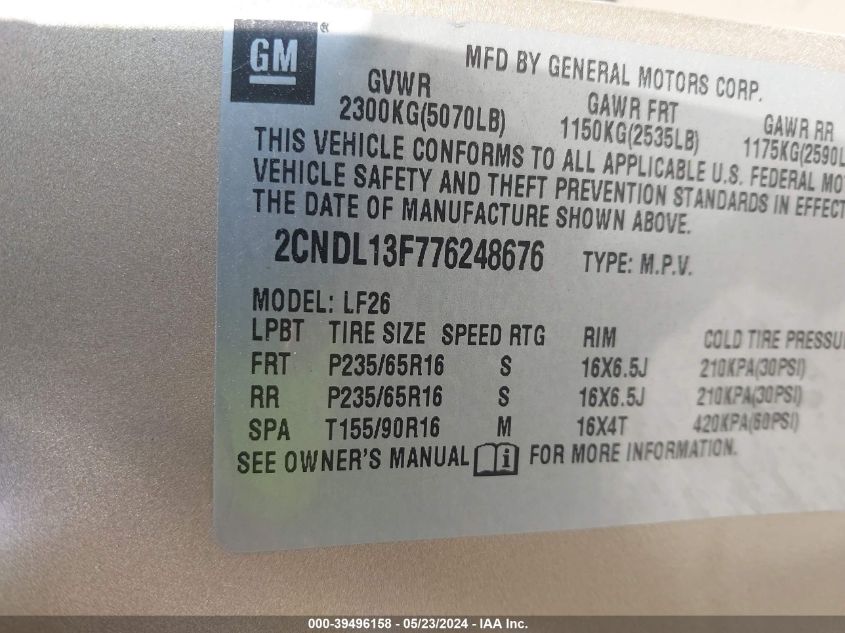 GM ®
MFD BY GENERAL MOTORS CORP.
GVWR GAWR FRT GAWR RR
2300KG(5070LB) 1150KG(2535LB) 1175KG(2590L
THIS VEHICLE CONFORMS TO ALL APPLICABLE U.S. FEDERAL MO
VEHICLE SAFETY AND THEFT PREVENTION STANDARDS IN EFFECT
THE DATE OF MANUFACTURE SHOWN ABOVE.
2CNDL13F776248676 TYPE: M.P.V.
MODEL: LF26
LPBT TIRE SIZE SPEED RTG RIM COLD TIRE PRESSUR
FRT P235/65R16 S 16X6.5J 210KPA(30PSI)
RR P235/65R16 S 16X6.5J 210KPA(30PSI)
SPA T155/90R16 M 16X4T 420KPA(60PSI)
SEE OWNER'S MANUAL i FOR MORE INFORMATION.
000-39496158 - 05/23/2024 - IAA Inc.